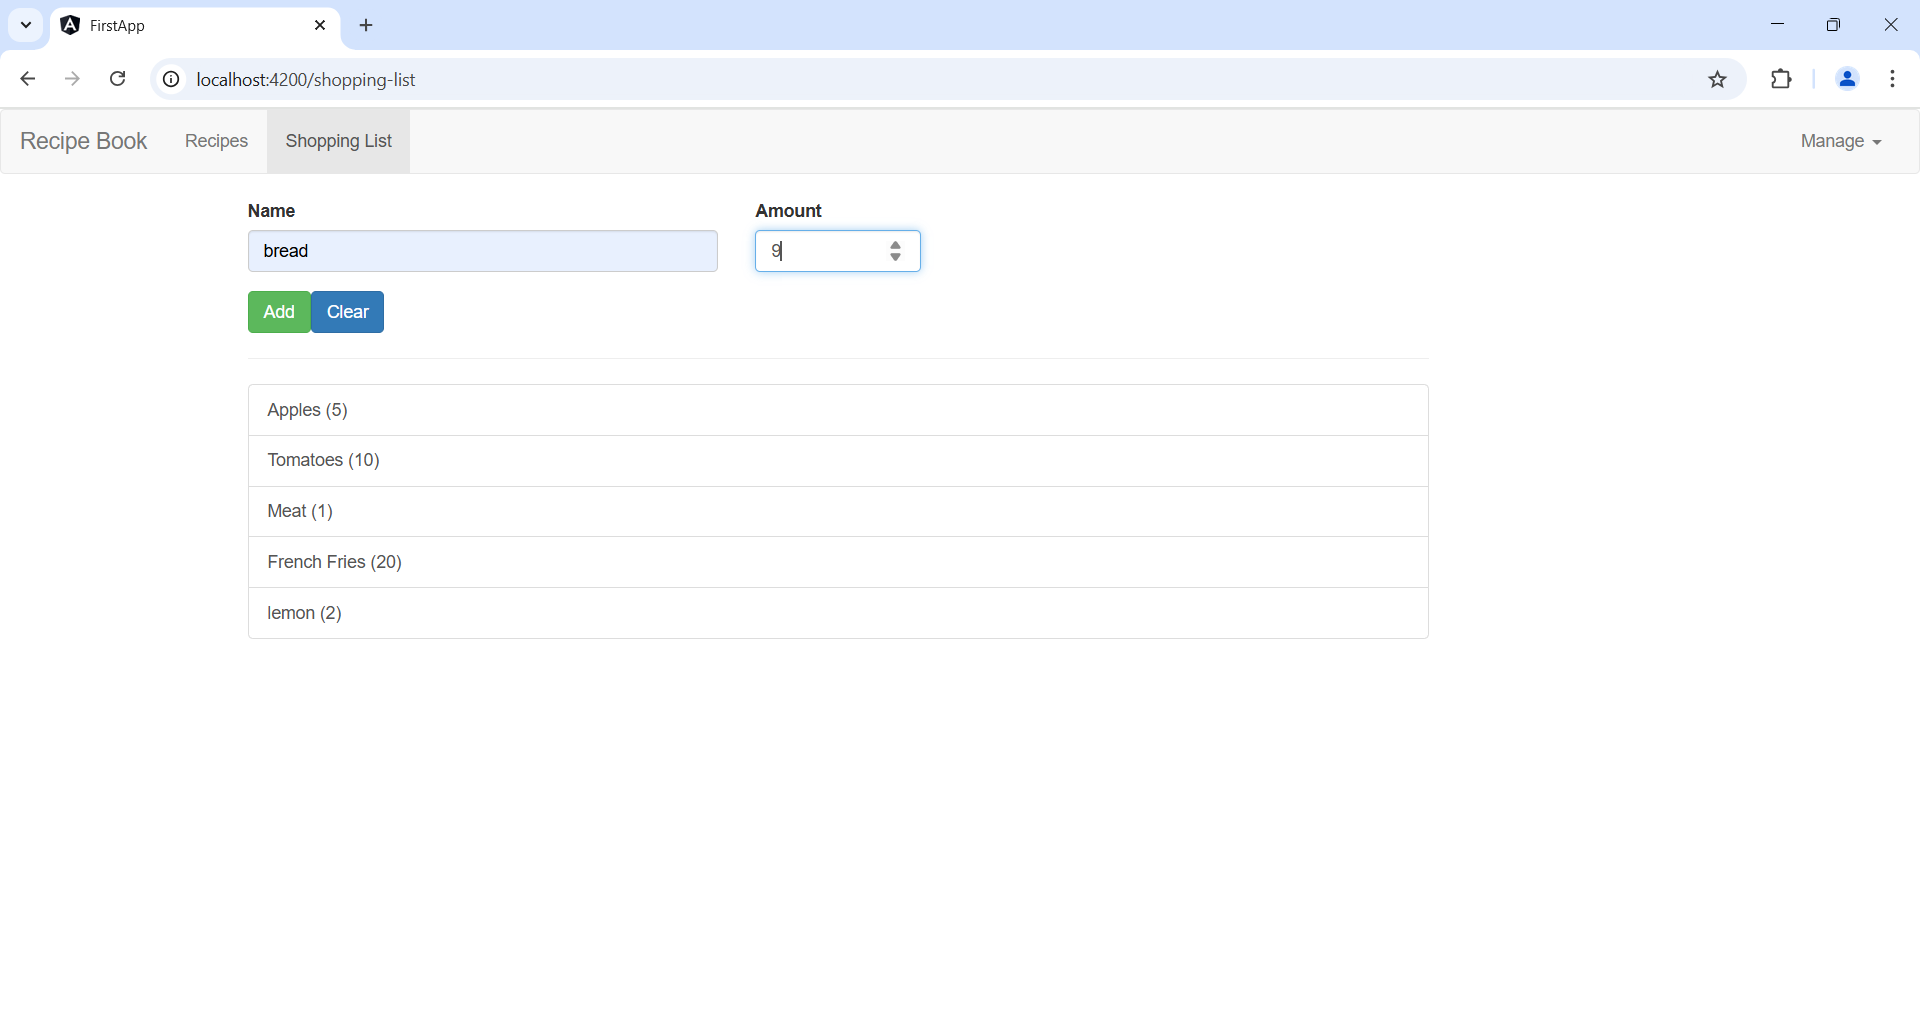 FirstApp
localhost:4200/shopping-list
Recipe Book Recipes Shopping List Manage
Name Amount
bread 9
Add Clear
Apples (5)
Tomatoes (10)
Meat (1)
French Fries (20)
lemon (2)